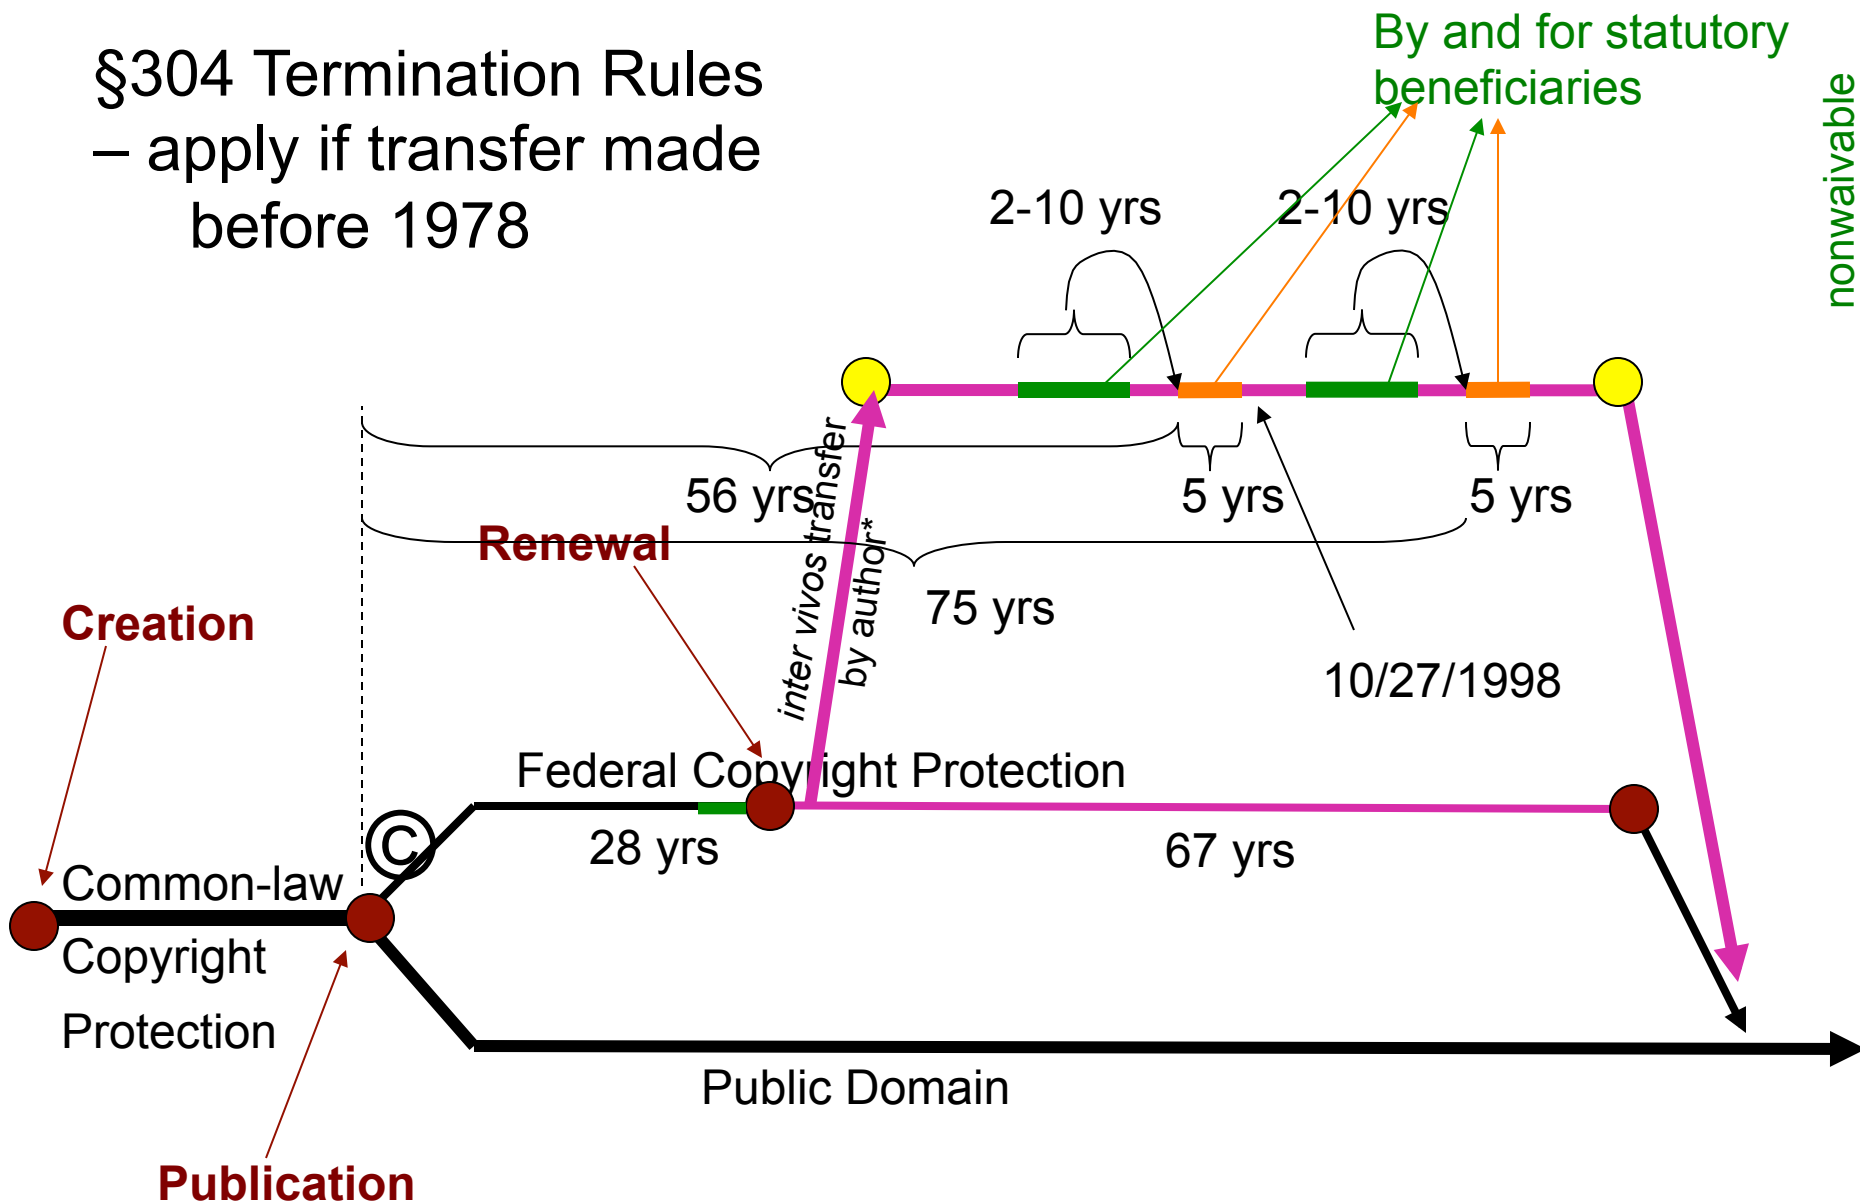 §304 Termination Rules
– apply if transfer made
before 1978
By and for statutory
beneficiaries
nonwaivable
2-10 yrs
2-10 yrs
56 yrs
5 yrs
5 yrs
Renewal
inter vivos transfer
by author*
75 yrs
Creation
10/27/1998
Federal Copyright Protection
©
28 yrs
67 yrs
Common-law
Copyright
Protection
Public Domain
Publication